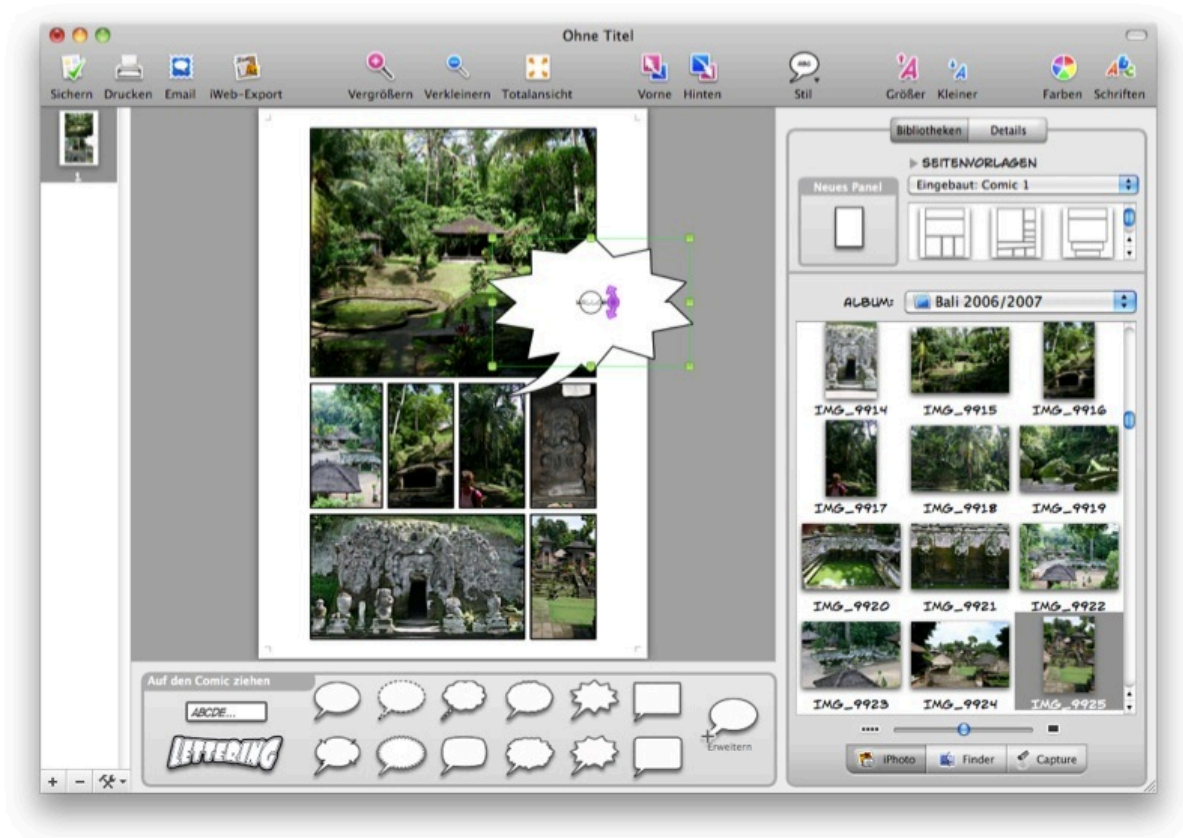 Ohne Titel
Sichern Drucken Email iWeb-Export Vergrößern Verkleinern Totalansicht Vorne Hinten Stil Größer Kleiner Farben Schriften
1
Bibliotheken Details
SEITENVORLAGEN
Neues Panel
Eingebaut: Comic 1
ALBUM: Bali 2006/2007
IMG_9914 IMG_9915 IMG_9916
IMG_9917 IMG_9918 IMG_9919
IMG_9920 IMG_9921 IMG_9922
IMG_9923 IMG_9924 IMG_9925
iPhoto Finder Capture
Auf den Comic ziehen
ABCDE...
LETTERING
Erweitern